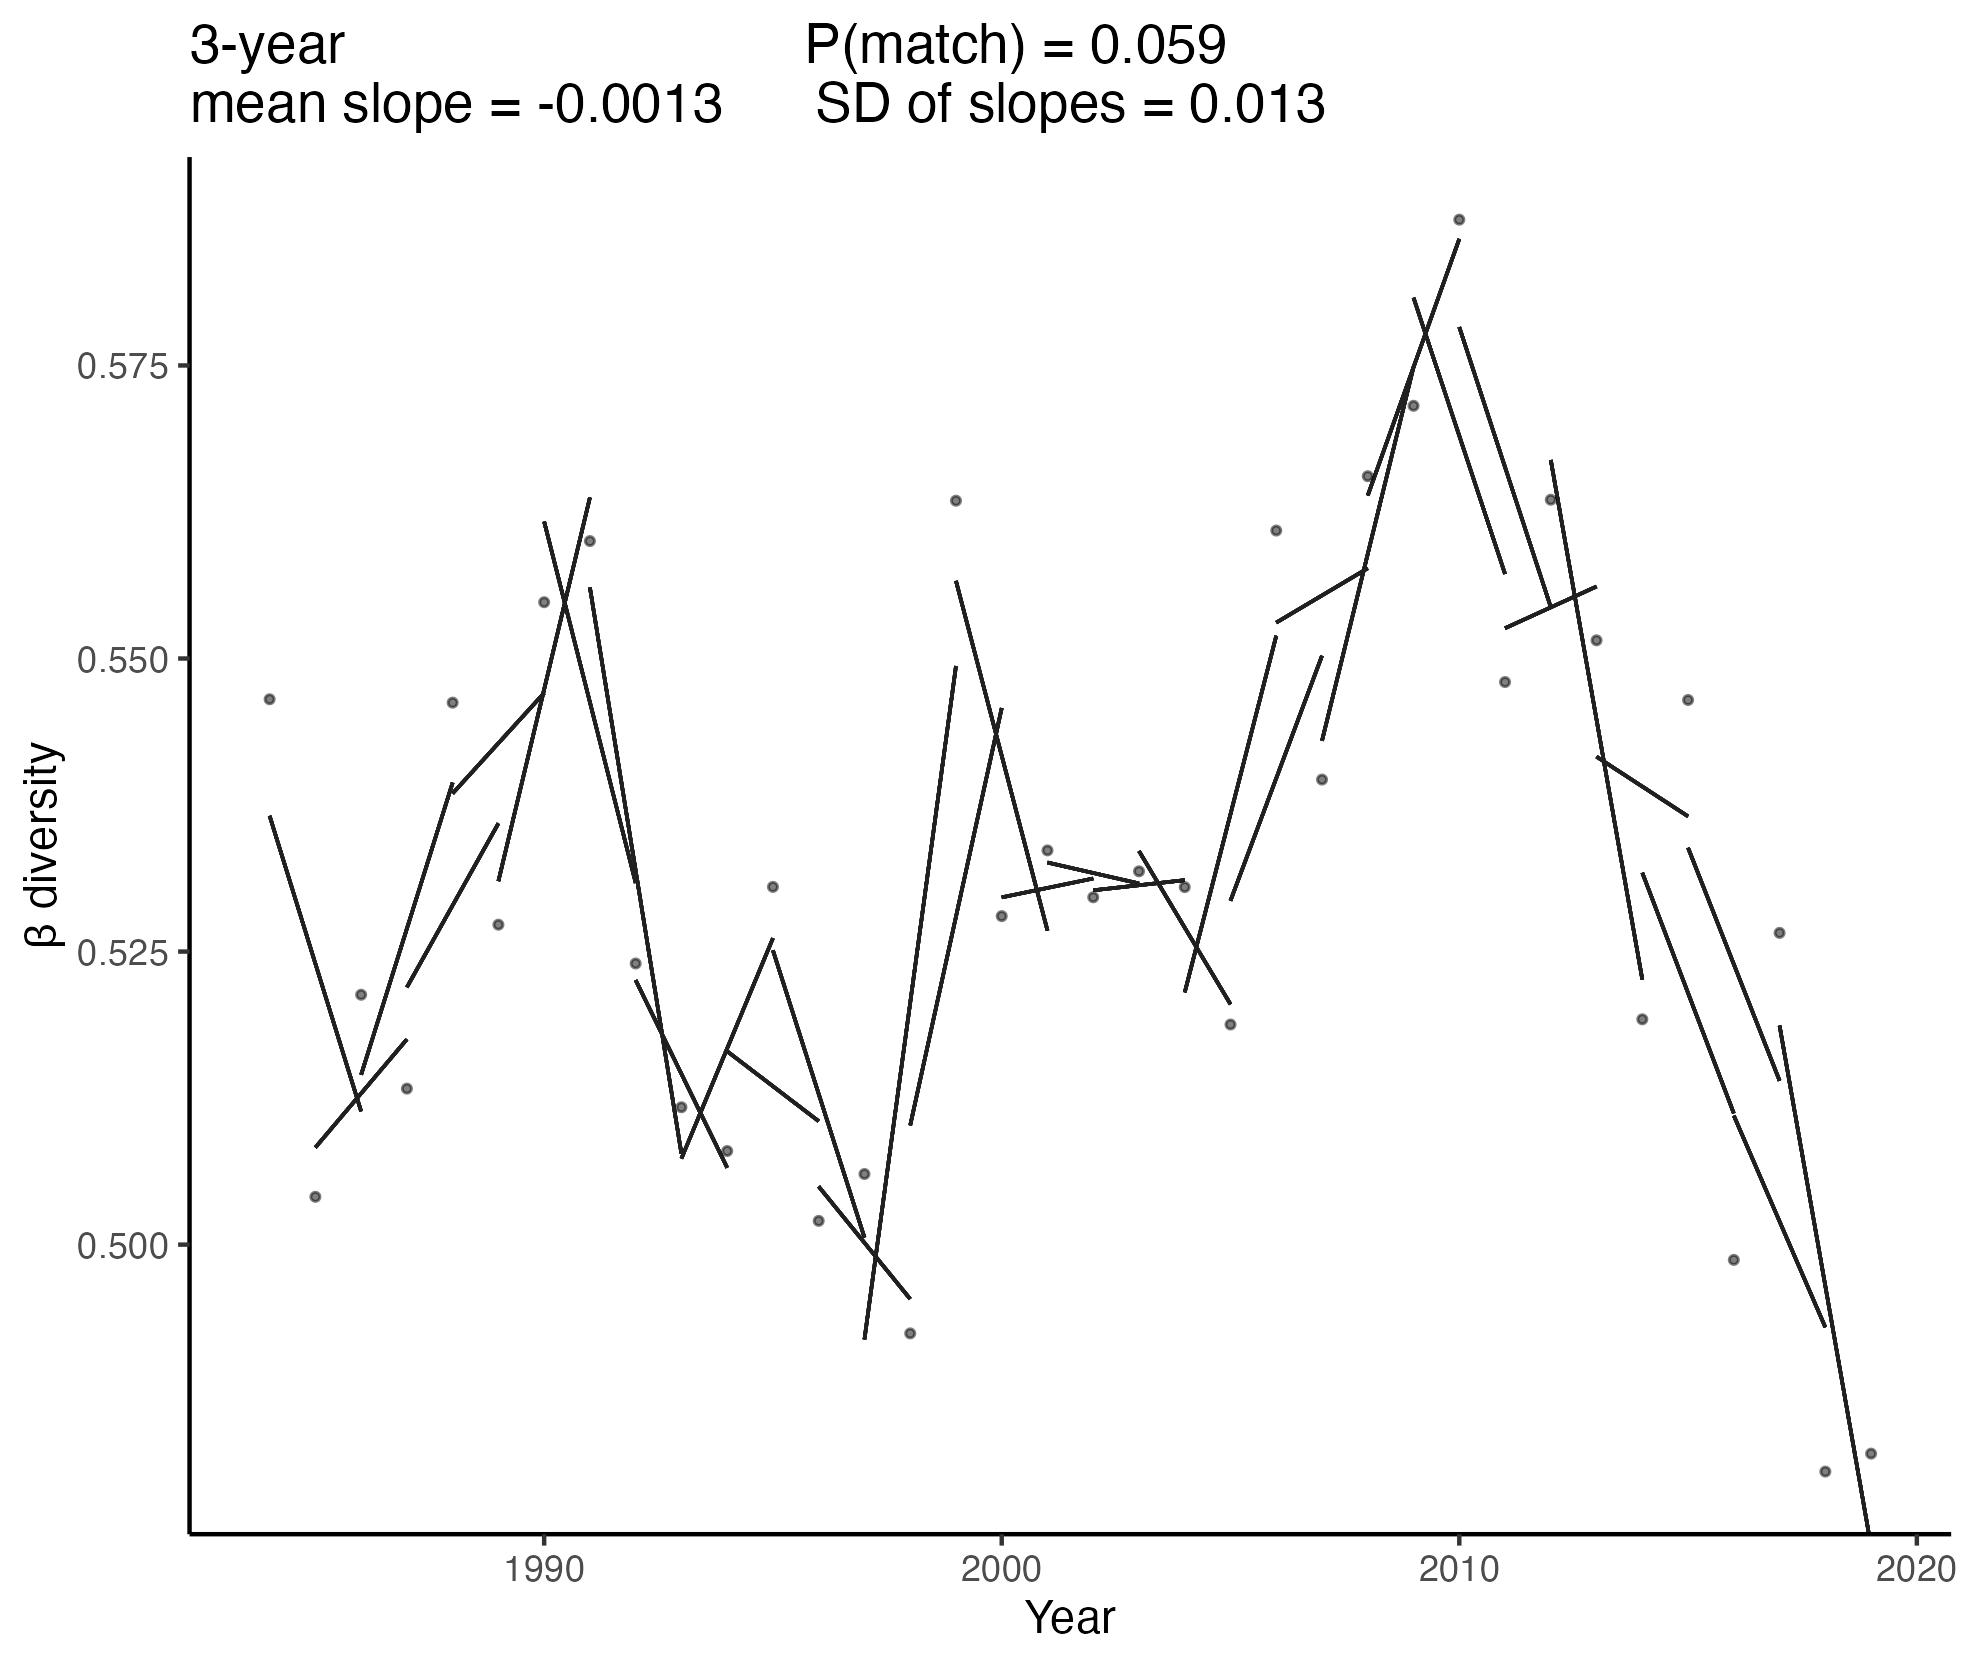 3-year P(match) = 0.059
mean slope = -0.0013 SD of slopes = 0.013
β diversity
0.575
0.550
0.525
0.500
1990 2000 2010 2020
Year